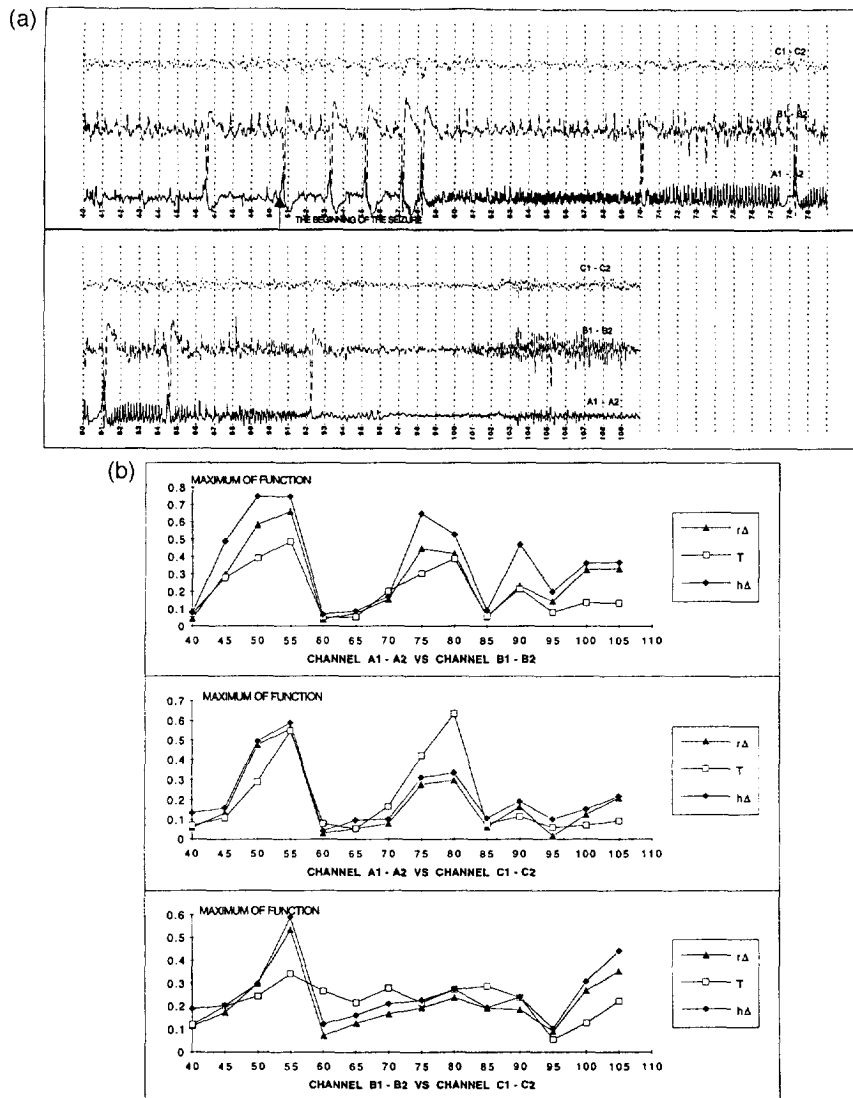 (a)
C1 - C2
B1 - B2
A1 - A2
THE BEGINNING OF THE SEIZURE
C1 - C2
B1 - B2
A1 - A2
(b)
MAXIMUM OF FUNCTION
0.8
0.7
0.6
0.5
0.4
0.3
0.2
0.1
0
40 45 50 55 60 65 70 75 80 85 90 95 100 105 110
CHANNEL A1 - A2 VS CHANNEL B1 - B2
rΔ
T
hΔ
MAXIMUM OF FUNCTION
0.7
0.6
0.5
0.4
0.3
0.2
0.1
0
40 45 50 55 60 65 70 75 80 85 90 95 100 105 110
CHANNEL A1 - A2 VS CHANNEL C1 - C2
rΔ
T
hΔ
MAXIMUM OF FUNCTION
0.6
0.5
0.4
0.3
0.2
0.1
0
40 45 50 55 60 65 70 75 80 85 90 95 100 105 110
CHANNEL B1 - B2 VS CHANNEL C1 - C2
rΔ
T
hΔ